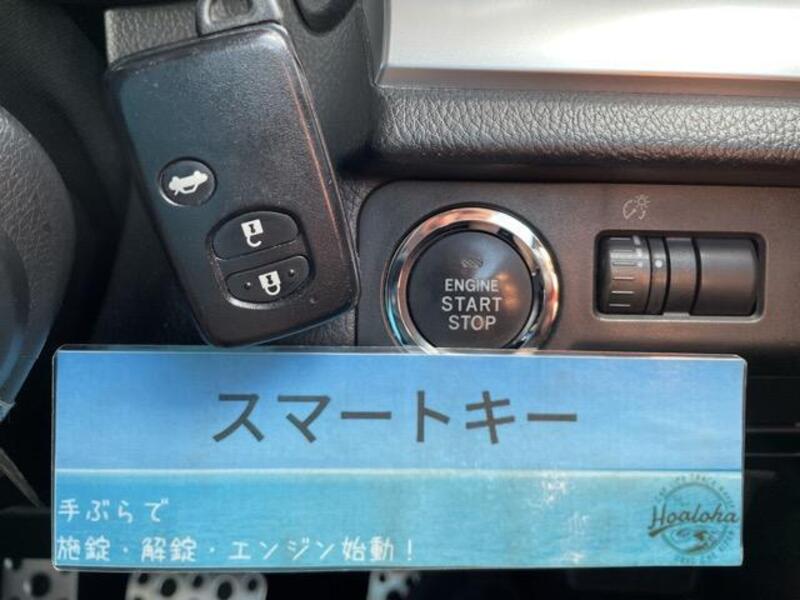 ENGINE
START
STOP
スマートキー
手ぶらで
施錠・解錠・エンジン始動！
Hoaloha